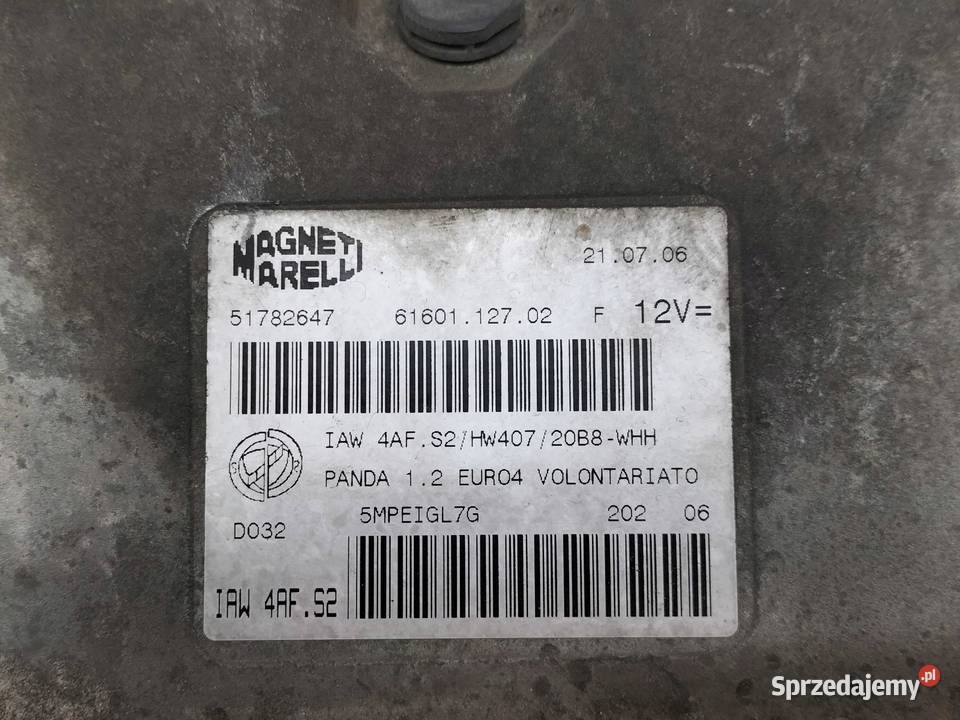 MAGNETI
MARELLI
21.07.06
51782647 61601.127.02 F 12V=
IAW 4AF.S2/HW407/20B8-WHH
PANDA 1.2 EURO4 VOLONTARIATO
S R
D032 5MPEIGL7G 202 06
IAW 4AF.S2
Sprzedajemy.pl